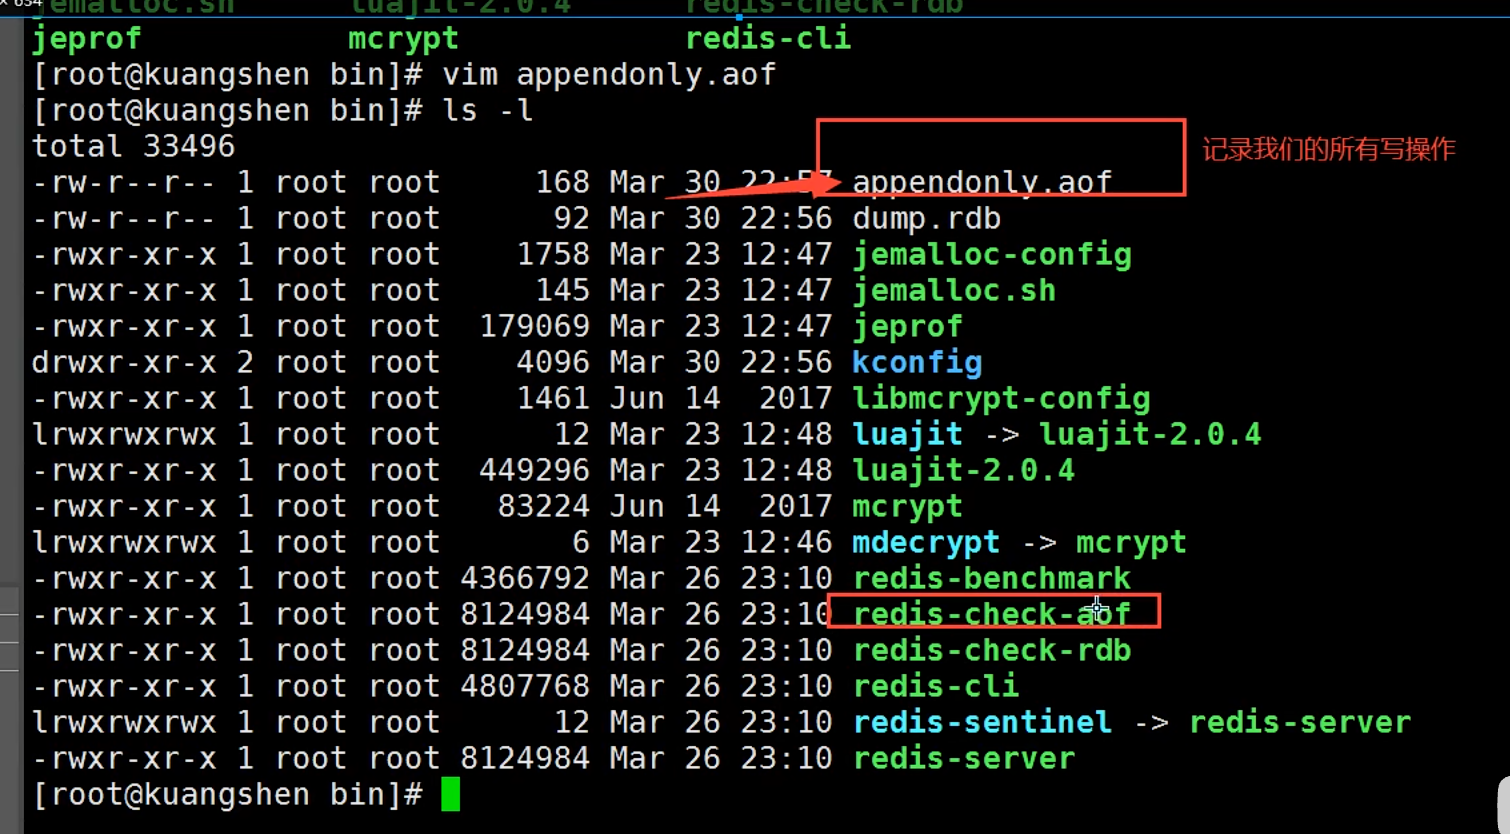 × 634
jemalloc.sh luajit-2.0.4 redis-check-rdb
jeprof mcrypt redis-cli
[root@kuangshen bin]# vim appendonly.aof
[root@kuangshen bin]# ls -l
total 33496
记录我们的所有写操作
-rw-r--r-- 1 root root 168 Mar 30 22:57 appendonly.aof
-rw-r--r-- 1 root root 92 Mar 30 22:56 dump.rdb
-rwxr-xr-x 1 root root 1758 Mar 23 12:47 jemalloc-config
-rwxr-xr-x 1 root root 145 Mar 23 12:47 jemalloc.sh
-rwxr-xr-x 1 root root 179069 Mar 23 12:47 jeprof
drwxr-xr-x 2 root root 4096 Mar 30 22:56 kconfig
-rwxr-xr-x 1 root root 1461 Jun 14 2017 libmcrypt-config
lrwxrwxrwx 1 root root 12 Mar 23 12:48 luajit -> luajit-2.0.4
-rwxr-xr-x 1 root root 449296 Mar 23 12:48 luajit-2.0.4
-rwxr-xr-x 1 root root 83224 Jun 14 2017 mcrypt
lrwxrwxrwx 1 root root 6 Mar 23 12:46 mdecrypt -> mcrypt
-rwxr-xr-x 1 root root 4366792 Mar 26 23:10 redis-benchmark
-rwxr-xr-x 1 root root 8124984 Mar 26 23:10 redis-check-aof
-rwxr-xr-x 1 root root 8124984 Mar 26 23:10 redis-check-rdb
-rwxr-xr-x 1 root root 4807768 Mar 26 23:10 redis-cli
lrwxrwxrwx 1 root root 12 Mar 26 23:10 redis-sentinel -> redis-server
-rwxr-xr-x 1 root root 8124984 Mar 26 23:10 redis-server
[root@kuangshen bin]#